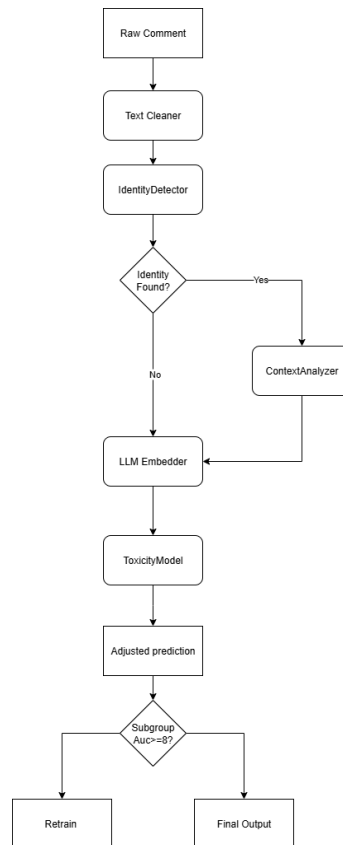 Raw Comment
Text Cleaner
IdentityDetector
Identity
Found?
Yes
ContextAnalyzer
No
LLM Embedder
ToxicityModel
Adjusted prediction
Subgroup
Auc>=8?
Retrain
Final Output